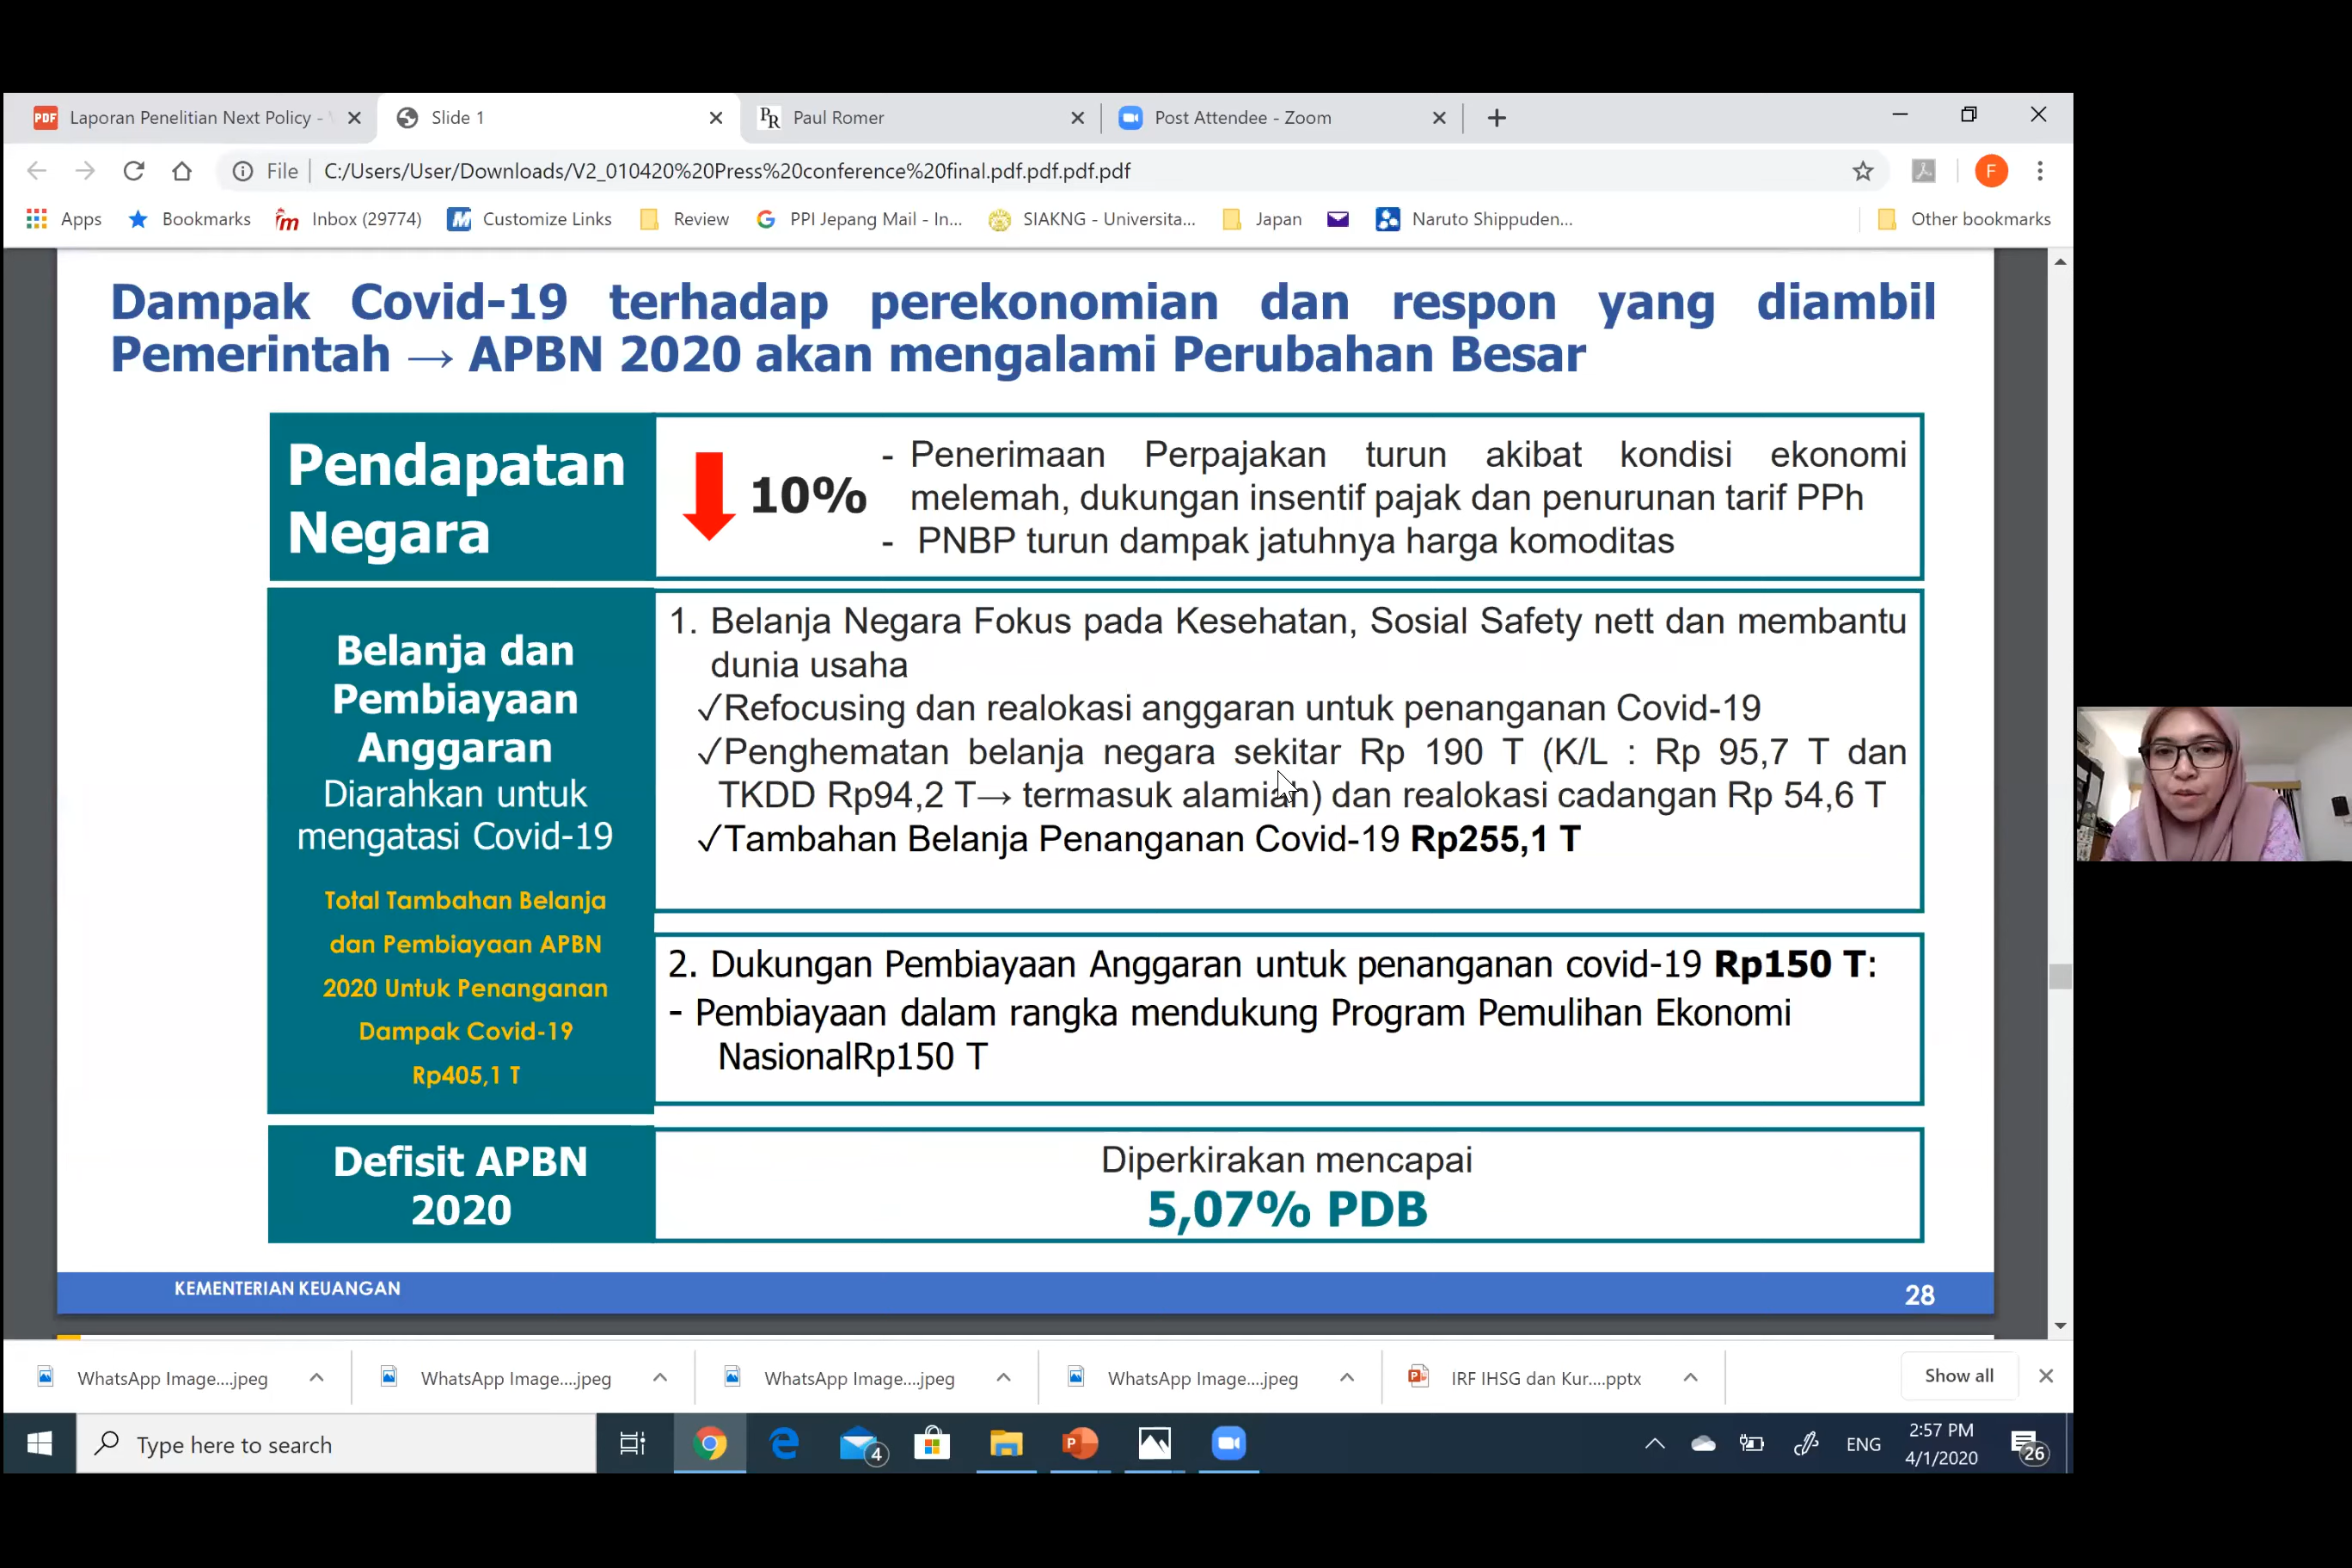 Laporan Penelitian Next Policy -
Slide 1
PR Paul Romer
Post Attendee - Zoom
File
C:/Users/User/Downloads/V2_010420%20Press%20conference%20final.pdf.pdf.pdf.pdf
F
Apps
Bookmarks
Inbox (29774)
Customize Links
Review
PPI Jepang Mail - In...
SIAKNG - Universita...
Japan
Naruto Shippuden...
Other bookmarks
Dampak Covid-19 terhadap perekonomian dan respon yang diambil
Pemerintah → APBN 2020 akan mengalami Perubahan Besar
Pendapatan
Negara
10%
- Penerimaan Perpajakan turun akibat kondisi ekonomi
melemah, dukungan insentif pajak dan penurunan tarif PPh
- PNBP turun dampak jatuhnya harga komoditas
Belanja dan
Pembiayaan
Anggaran
Diarahkan untuk
mengatasi Covid-19
Total Tambahan Belanja
dan Pembiayaan APBN
2020 Untuk Penanganan
Dampak Covid-19
Rp405,1 T
1. Belanja Negara Fokus pada Kesehatan, Sosial Safety nett dan membantu
dunia usaha
✓Refocusing dan realokasi anggaran untuk penanganan Covid-19
✓Penghematan belanja negara sekitar Rp 190 T (K/L : Rp 95,7 T dan
TKDD Rp94,2 T→ termasuk alamiah) dan realokasi cadangan Rp 54,6 T
✓Tambahan Belanja Penanganan Covid-19 Rp255,1 T
2. Dukungan Pembiayaan Anggaran untuk penanganan covid-19 Rp150 T:
- Pembiayaan dalam rangka mendukung Program Pemulihan Ekonomi
NasionalRp150 T
Defisit APBN
2020
Diperkirakan mencapai
5,07% PDB
KEMENTERIAN KEUANGAN
28
WhatsApp Image....jpeg
WhatsApp Image....jpeg
WhatsApp Image....jpeg
WhatsApp Image....jpeg
IRF IHSG dan Kur....pptx
Show all
Type here to search
4
ENG
2:57 PM
4/1/2020
26